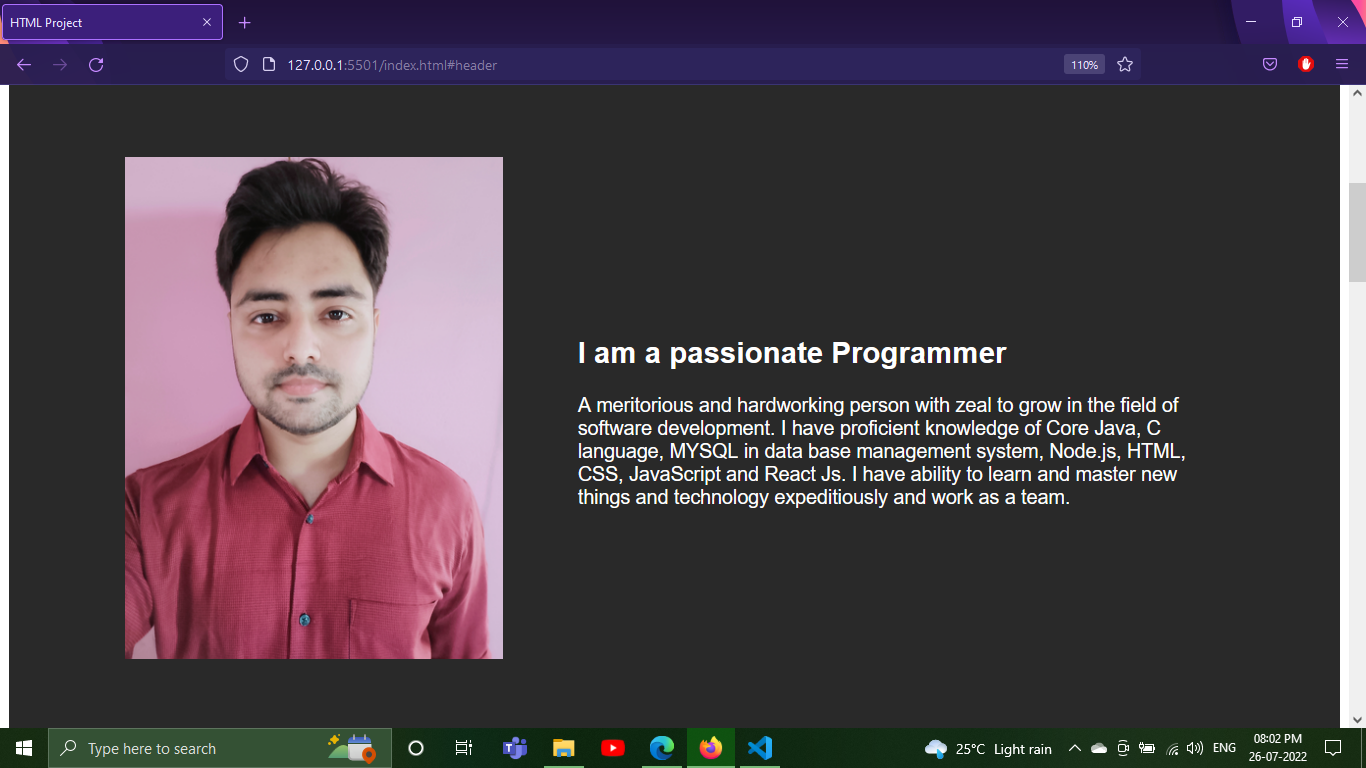 HTML Project
127.0.0.1:5501/index.html#header
110%
I am a passionate Programmer
A meritorious and hardworking person with zeal to grow in the field of
software development. I have proficient knowledge of Core Java, C
language, MYSQL in data base management system, Node.js, HTML,
CSS, JavaScript and React Js. I have ability to learn and master new
things and technology expeditiously and work as a team.
Type here to search
25°C Light rain
ENG
08:02 PM
26-07-2022